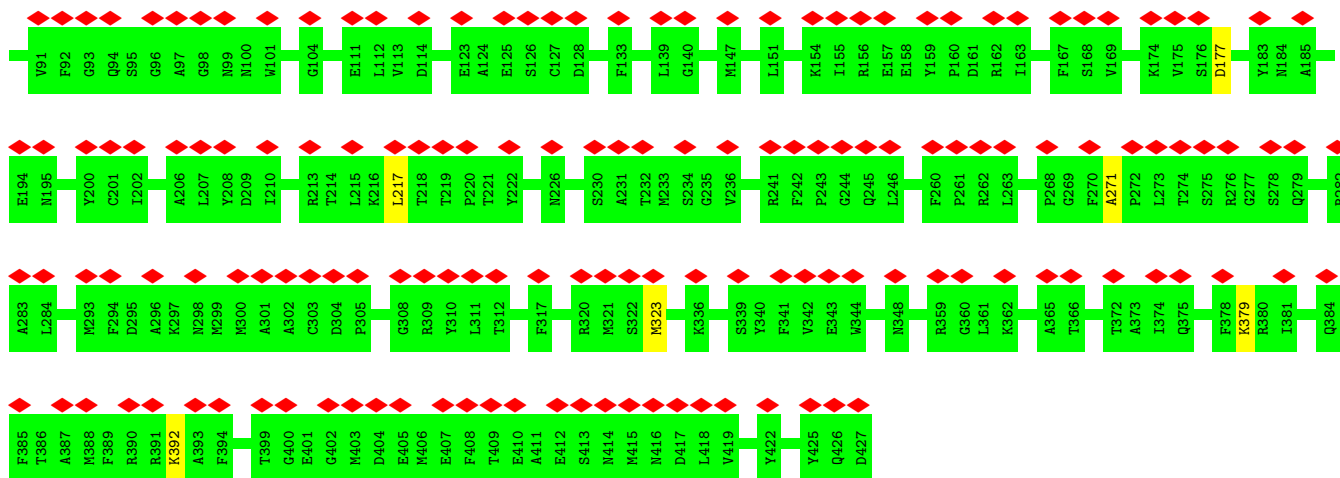 V91 F92 G93 Q94 S95 G96 A97 G98 N99 N100 W101 G104 E111 L112 V113 D114 E123 A124 E125 S126 C127 D128 F133 L139 G140 M147 L151 K154 I155 R156 E157 E158 Y159 P160 D161 R162 I163 F167 S168 V169 K174 V175 S176 D177 Y183 N184 A185
E194 N195 Y200 C201 I202 A206 L207 Y208 D209 I210 R213 T214 L215 K216 L217 T218 T219 P220 T221 Y222 N226 S230 A231 T232 M233 S234 G235 V236 R241 F242 P243 G244 Q245 L246 F260 P261 R262 L263 P268 G269 F270 A271 P272 L273 T274 S275 R276 G277 S278 Q279
A283 L284 M293 F294 D295 A296 K297 N298 M299 M300 A301 A302 C303 D304 P305 G308 R309 Y310 L311 T312 F317 R320 M321 S322 M323 K336 S339 Y340 F341 V342 E343 W344 N348 R359 G360 L361 K362 A365 T366 T372 A373 I374 Q375 F378 K379 R380 I381 Q384
F385 T386 A387 M388 F389 R390 R391 K392 A393 F394 T399 G400 E401 G402 M403 D404 E405 M406 E407 F408 T409 E410 A411 E412 S413 N414 M415 N416 D417 L418 V419 Y422 Y425 Q426 D427